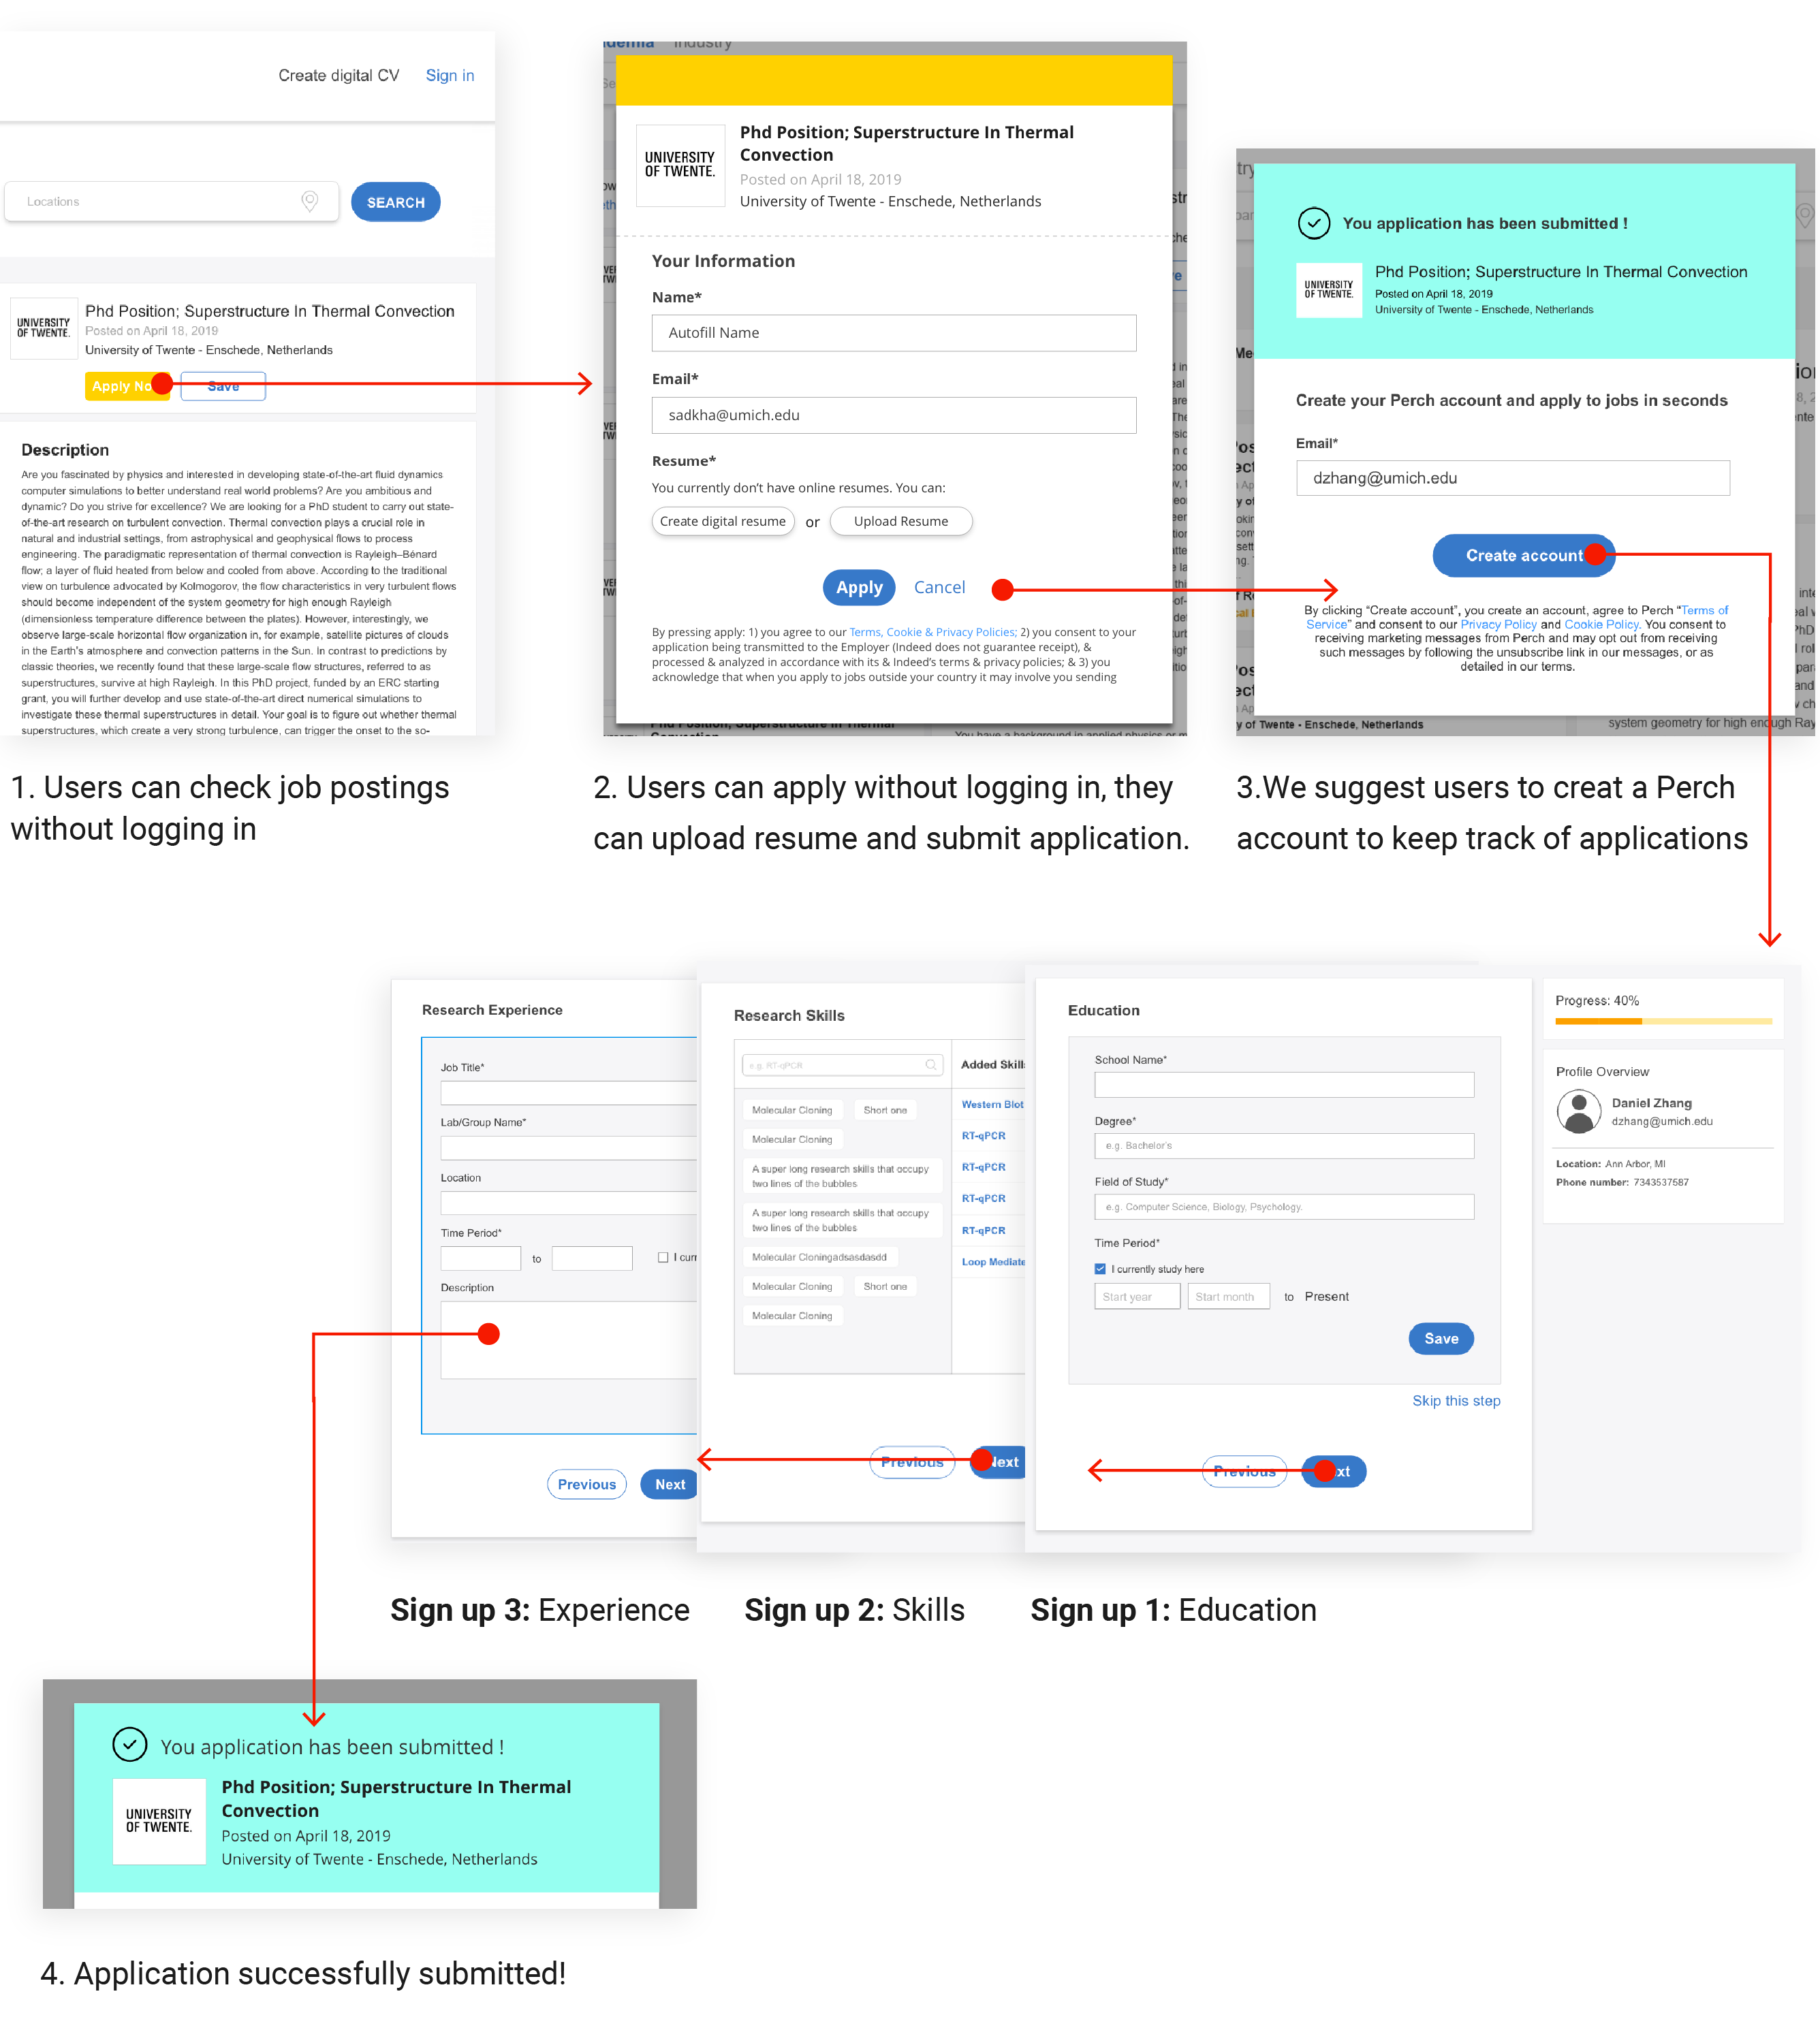 Create digital CV Sign in
Locations
SEARCH
UNIVERSITY
OF TWENTE.
Phd Position; Superstructure In Thermal Convection
Posted on April 18, 2019
University of Twente - Enschede, Netherlands
Apply No
Save
Description
Are you fascinated by physics and interested in developing state-of-the-art fluid dynamics
computer simulations to better understand real world problems? Are you ambitious and
dynamic? Do you strive for excellence? We are looking for a PhD student to carry out state-
of-the-art research on turbulent convection. Thermal convection plays a crucial role in
natural and industrial settings, from astrophysical and geophysical flows to process
engineering. The paradigmatic representation of thermal convection is Rayleigh–Bénard
flow; a layer of fluid heated from below and cooled from above. According to the traditional
view on turbulence advocated by Kolmogorov, the flow characteristics in very turbulent flows
should become independent of the system geometry for high enough Rayleigh
(dimensionless temperature difference between the plates). However, interestingly, we
observe large-scale horizontal flow organization in, for example, satellite pictures of clouds
in the Earth's atmosphere and convection patterns in the Sun. In contrast to predictions by
classic theories, we recently found that these large-scale flow structures, referred to as
superstructures, survive at high Rayleigh. In this PhD project, funded by an ERC starting
grant, you will further develop and use state-of-the-art direct numerical simulations to
investigate these thermal superstructures in detail. Your goal is to figure out whether thermal
superstructures, which create a very strong turbulence, can trigger the onset to the so-
1. Users can check job postings
without logging in
Industry
UNIVERSITY
OF TWENTE.
Phd Position; Superstructure In Thermal
Convection
Posted on April 18, 2019
University of Twente - Enschede, Netherlands
Your Information
Name*
Autofill Name
Email*
sadkha@umich.edu
Resume*
You currently don't have online resumes. You can:
Create digital resume or Upload Resume
Apply Cancel
By pressing apply: 1) you agree to our Terms, Cookie & Privacy Policies; 2) you consent to your
application being transmitted to the Employer (Indeed does not guarantee receipt), &
processed & analyzed in accordance with its & Indeed's terms & privacy policies; & 3) you
acknowledge that when you apply to jobs outside your country it may involve you sending
2. Users can apply without logging in, they
can upload resume and submit application.
You application has been submitted !
UNIVERSITY
OF TWENTE.
Phd Position; Superstructure In Thermal Convection
Posted on April 18, 2019
University of Twente - Enschede, Netherlands
Create your Perch account and apply to jobs in seconds
Email*
dzhang@umich.edu
Create account
By clicking "Create account", you create an account, agree to Perch "Terms of
Service" and consent to our Privacy Policy and Cookie Policy. You consent to
receiving marketing messages from Perch and may opt out from receiving
such messages by following the unsubscribe link in our messages, or as
detailed in our terms.
y of Twente - Enschede, Netherlands
system geometry for high enough Ray
3.We suggest users to creat a Perch
account to keep track of applications
Research Experience
Job Title*
Lab/Group Name*
Location
Time Period*
to
I curr
Description
Previous Next
Research Skills
e.g. RT-qPCR
Molecular Cloning Short one
Molecular Cloning
A super long research skills that occupy
two lines of the bubbles
A super long research skills that occupy
two lines of the bubbles
Molecular Cloningadsasdasdd
Molecular Cloning Short one
Molecular Cloning
Added Skill
Western Blot
RT-qPCR
RT-qPCR
RT-qPCR
RT-qPCR
Loop Mediate
Previous Next
Education
School Name*
Degree*
e.g. Bachelor's
Field of Study*
e.g. Computer Science, Biology, Psychology.
Time Period*
I currently study here
Start year Start month to Present
Save
Skip this step
Previous xt
Progress: 40%
Profile Overview
Daniel Zhang
dzhang@umich.edu
Location: Ann Arbor, MI
Phone number: 7343537587
Sign up 3: Experience
Sign up 2: Skills
Sign up 1: Education
You application has been submitted !
UNIVERSITY
OF TWENTE.
Phd Position; Superstructure In Thermal
Convection
Posted on April 18, 2019
University of Twente - Enschede, Netherlands
4. Application successfully submitted!